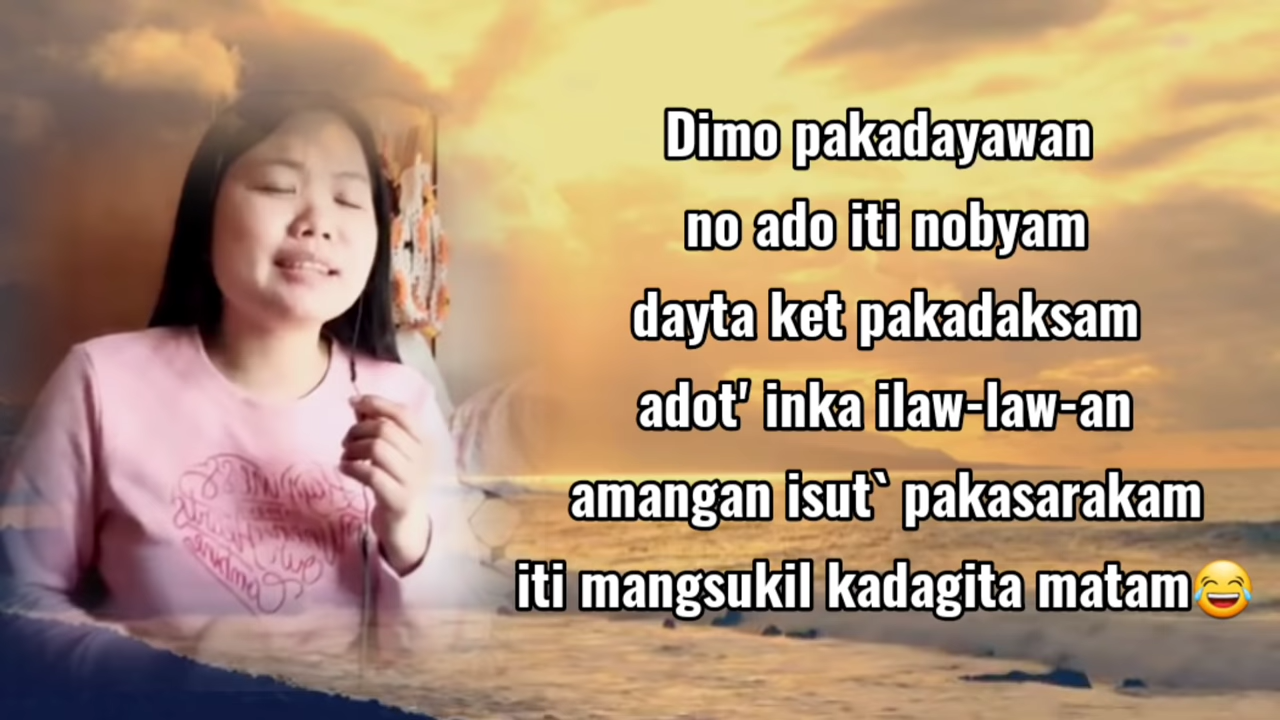 Dimo pakadayawan
no ado iti nobyam
dayta ket pakadaksam
adot' inka ilaw-law-an
amangan isut` pakasarakam
iti mangsukil kadagita matam😂